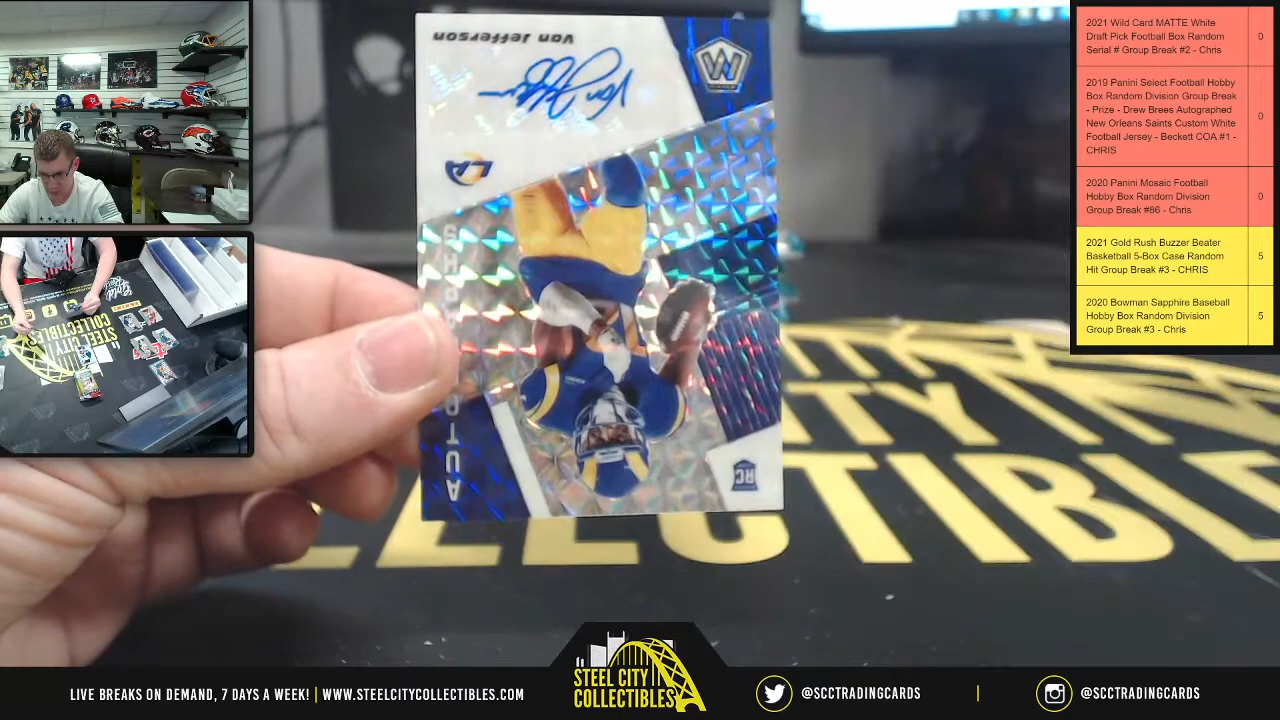 2021 Wild Card MATTE White
Draft Pick Football Box Random
Serial # Group Break #2 - Chris
0
2019 Panini Select Football Hobby
Box Random Division Group Break
- Prize - Drew Brees Autographed
New Orleans Saints Custom White
Football Jersey - Beckett COA #1 -
CHRIS
0
2020 Panini Mosaic Football
Hobby Box Random Division
Group Break #86 - Chris
0
2021 Gold Rush Buzzer Beater
Basketball 5-Box Case Random
Hit Group Break #3 - CHRIS
5
2020 Bowman Sapphire Baseball
Hobby Box Random Division
Group Break #3 - Chris
5
Van Jefferson
LA
AUTO
RC
STEEL CITY
COLLECTIBLES
LIVE BREAKS ON DEMAND, 7 DAYS A WEEK! | WWW.STEELCITYCOLLECTIBLES.COM
STEEL CITY
COLLECTIBLES
@SCCTRADINGCARDS
@SCCTRADINGCARDS